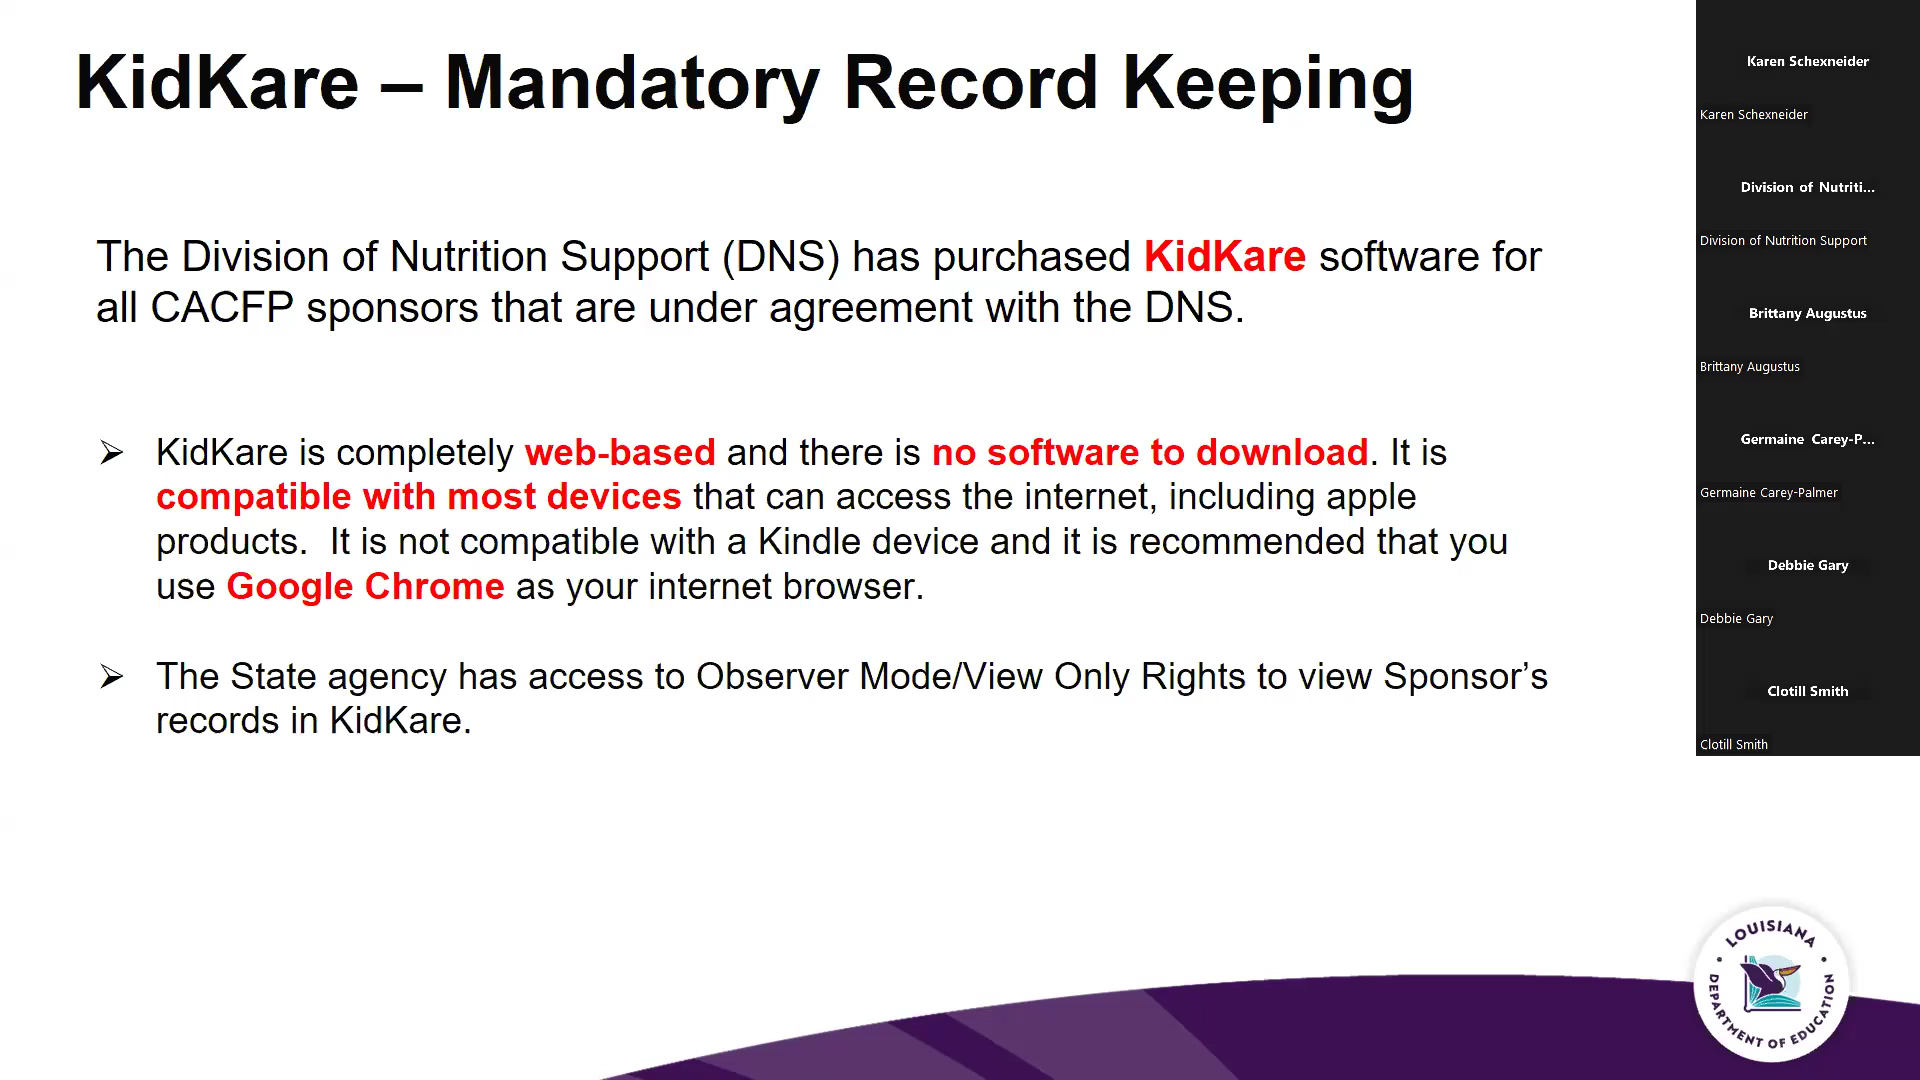 KidKare – Mandatory Record Keeping
The Division of Nutrition Support (DNS) has purchased KidKare software for
all CACFP sponsors that are under agreement with the DNS.
➢ KidKare is completely web-based and there is no software to download. It is
compatible with most devices that can access the internet, including apple
products.  It is not compatible with a Kindle device and it is recommended that you
use Google Chrome as your internet browser.
➢ The State agency has access to Observer Mode/View Only Rights to view Sponsor’s
records in KidKare.
Karen Schexneider
Karen Schexneider
Division of Nutriti...
Division of Nutrition Support
Brittany Augustus
Brittany Augustus
Germaine Carey-P...
Germaine Carey-Palmer
Debbie Gary
Debbie Gary
Clotill Smith
Clotill Smith
LOUISIANA
DEPARTMENT OF EDUCATION